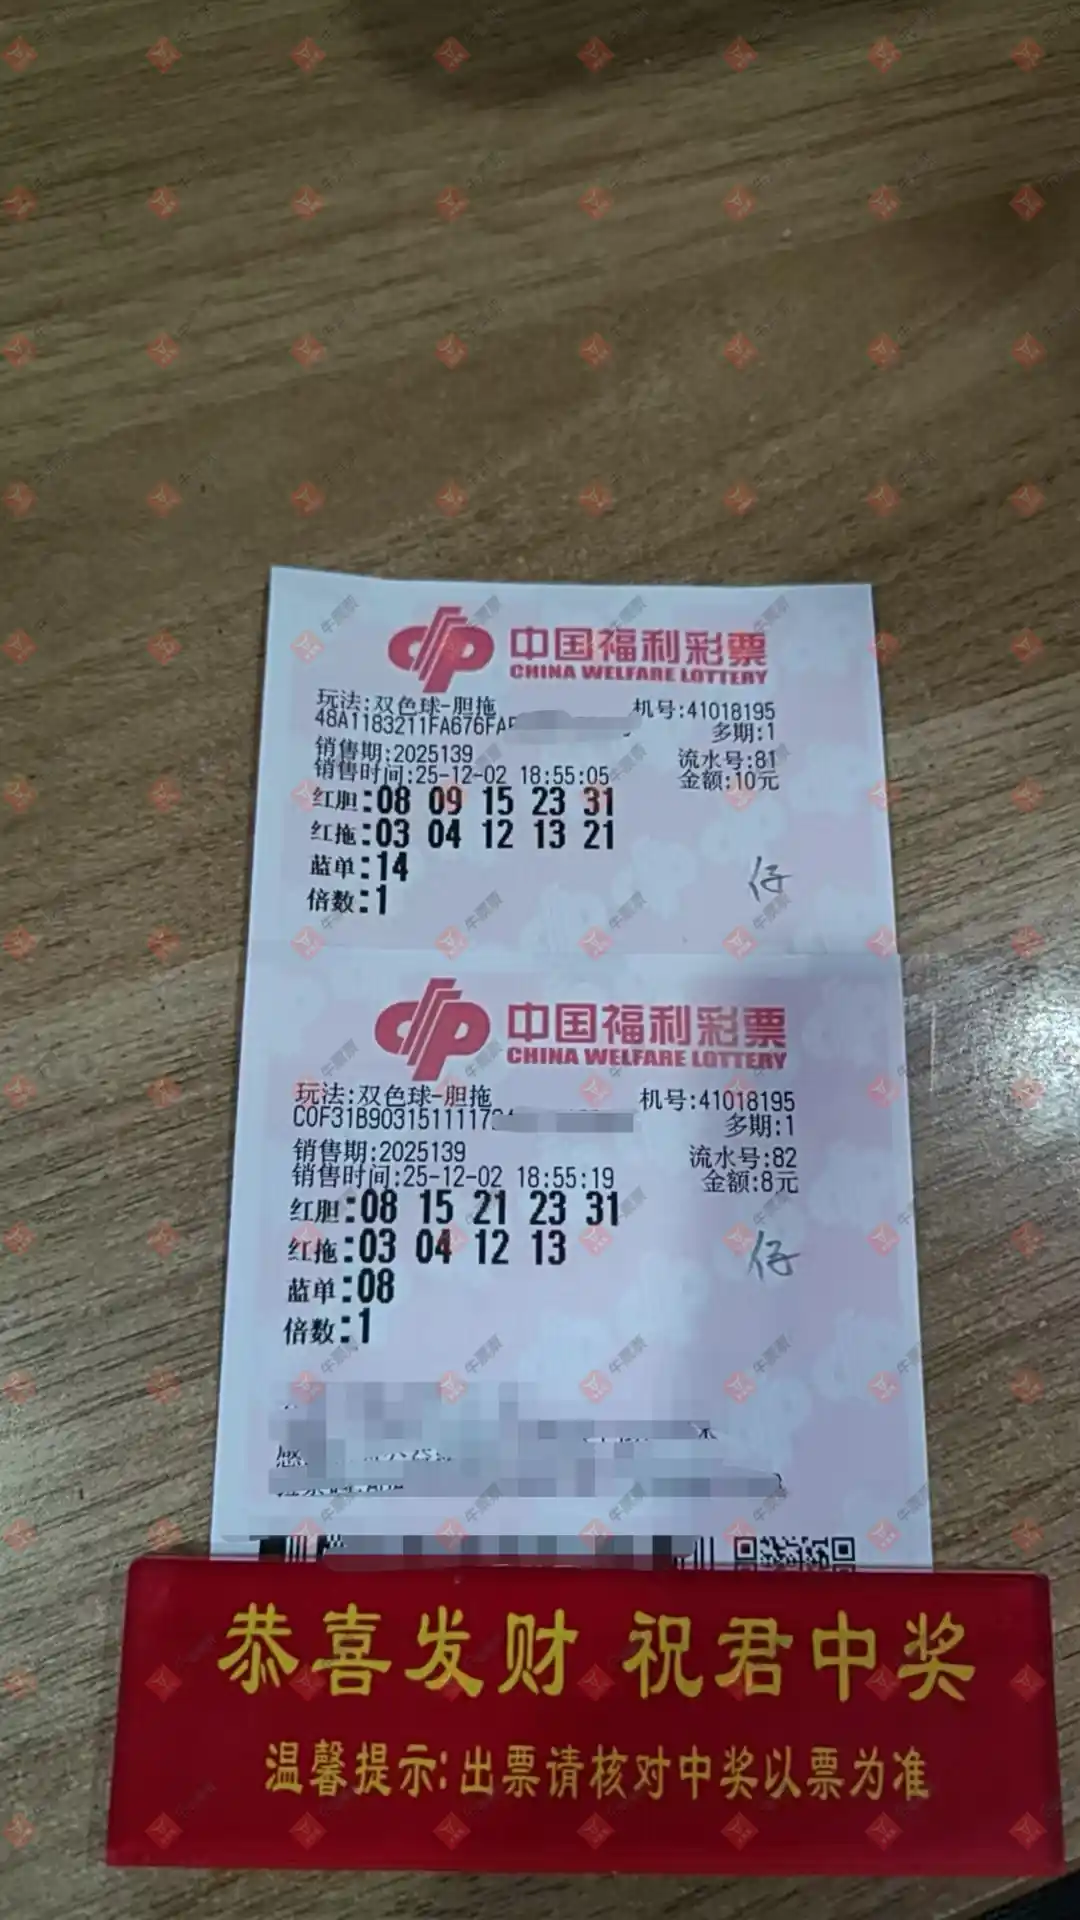 中国福利彩票
CHINA WELFARE LOTTERY
玩法:双色球-胆拖 机号:41018195
48A1183211FA676FA
多期:1
销售期:2025139 流水号:81
销售时间:25-12-02 18:55:05 金额:10元
红胆:08 09 15 23 31
红拖:03 04 12 13 21
蓝单:14
仔
倍数:1
中国福利彩票
CHINA WELFARE LOTTERY
玩法:双色球-胆拖 机号:41018195
C0F31B9031511117
多期:1
销售期:2025139 流水号:82
销售时间:25-12-02 18:55:19 金额:8元
红胆:08 15 21 23 31
红拖:03 04 12 13
仔
蓝单:08
倍数:1
恭喜发财 祝君中奖
温馨提示:出票请核对中奖以票为准
牛票票